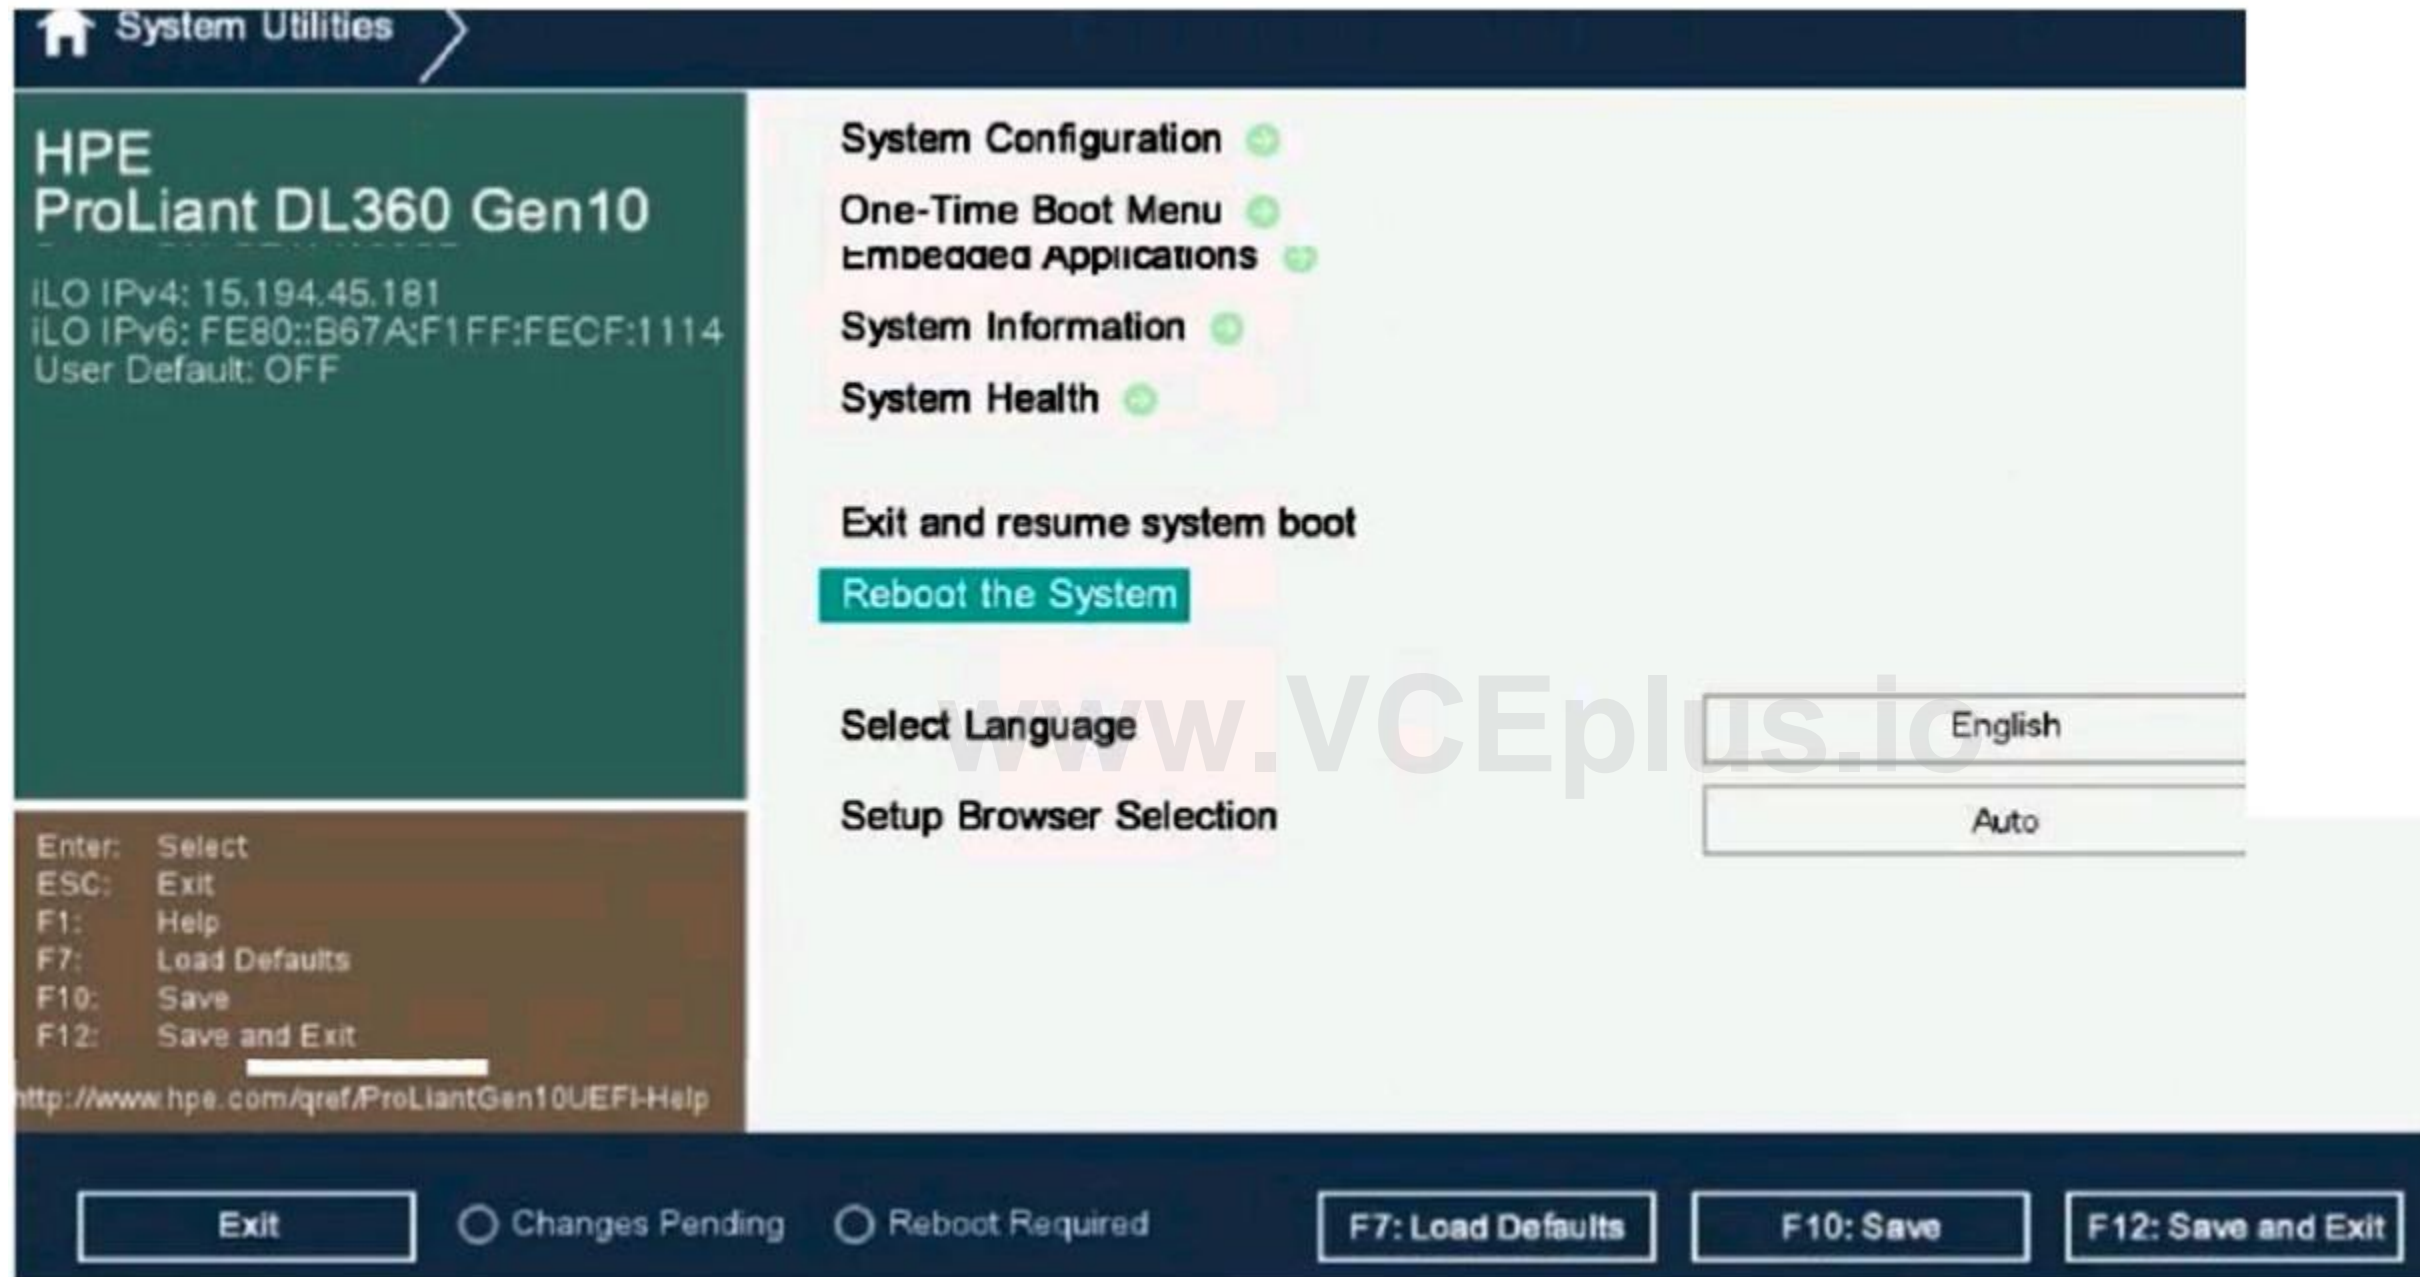 System Utilities
HPE
ProLiant DL360 Gen10
iLO IPv4: 15.194.45.181
iLO IPv6: FE80::B67A:F1FF:FECF:1114
User Default: OFF
Enter: Select
ESC: Exit
F1: Help
F7: Load Defaults
F10: Save
F12: Save and Exit
http://www.hpe.com/qref/ProLiantGen10UEFI-Help
System Configuration
One-Time Boot Menu
Embedded Applications
System Information
System Health
Exit and resume system boot
Reboot the System
Select Language English
Setup Browser Selection Auto
www.VCEplus.io
Exit Changes Pending Reboot Required F7: Load Defaults F10: Save F12: Save and Exit